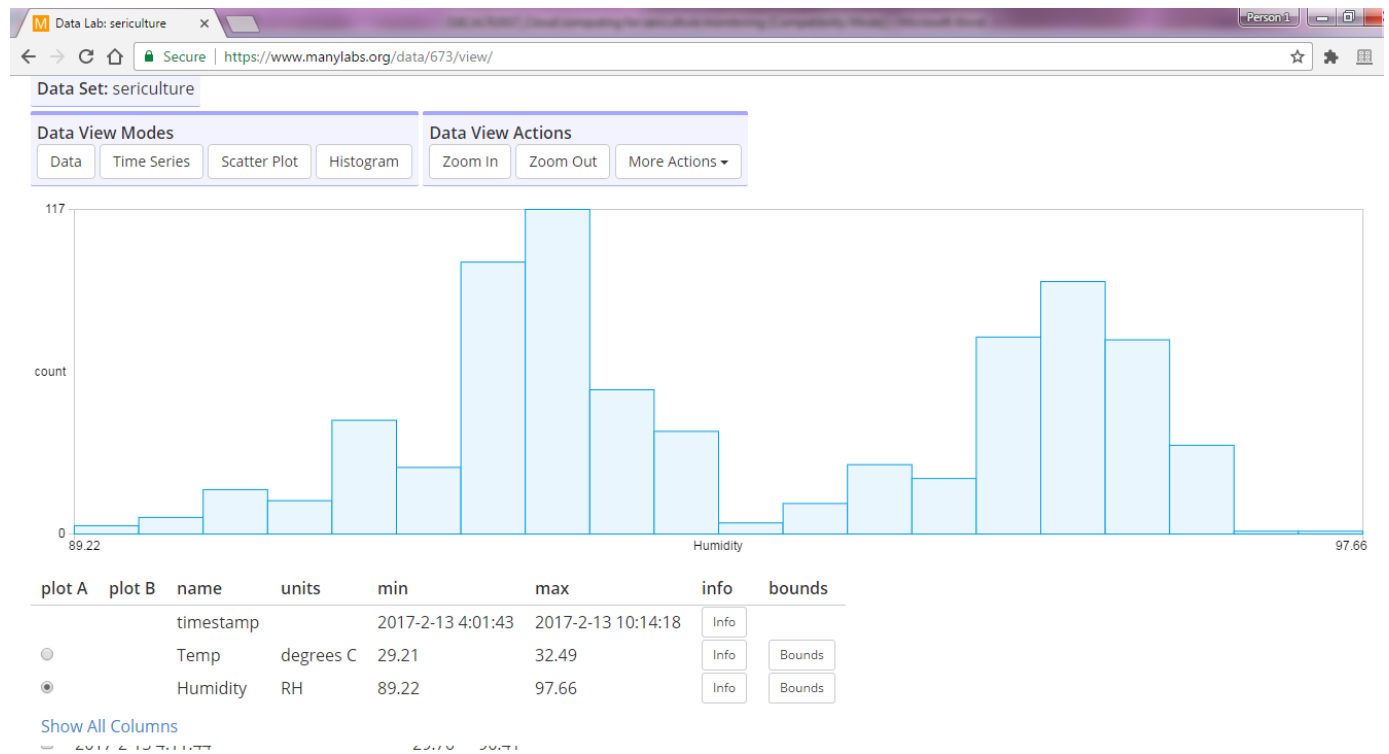 Data Lab: sericulture
Person 1
Secure https://www.manylabs.org/data/673/view/
Data Set: sericulture
Data View Modes
Data Time Series Scatter Plot Histogram
Data View Actions
Zoom In Zoom Out More Actions
117
count
0
89.22 Humidity 97.66
plot A plot B name units min max info bounds
timestamp 2017-2-13 4:01:43 2017-2-13 10:14:18 Info
Temp degrees C 29.21 32.49 Info Bounds
Humidity RH 89.22 97.66 Info Bounds
Show All Columns